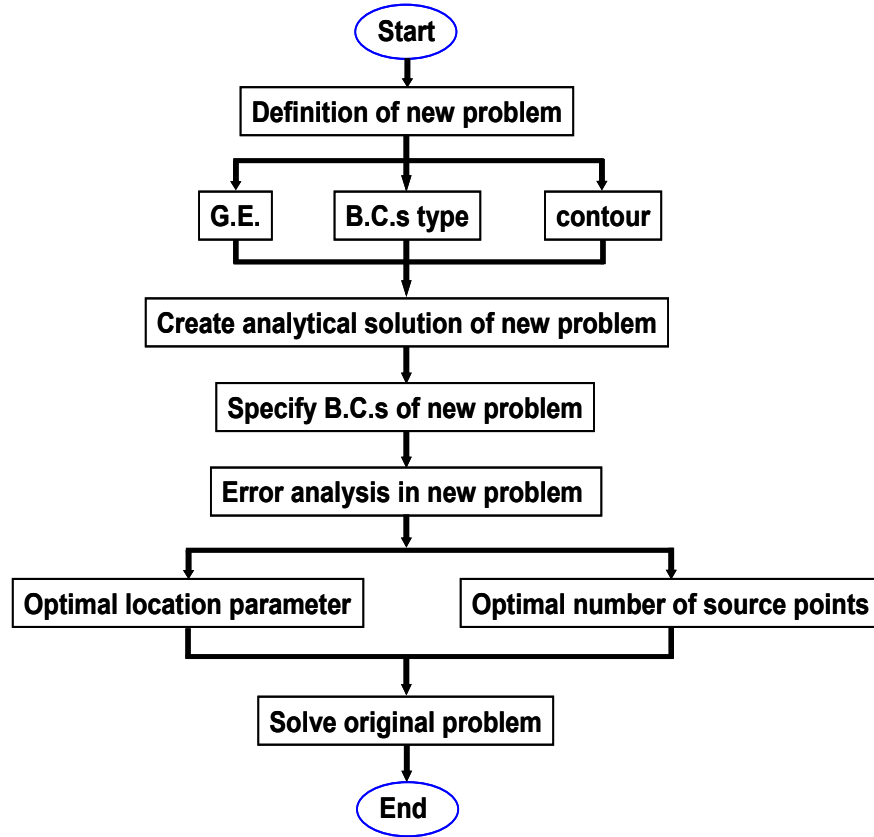 Start
Definition of new problem
G.E.
B.C.s type
contour
Create analytical solution of new problem
Specify B.C.s of new problem
Error analysis in new problem
Optimal location parameter
Optimal number of source points
Solve original problem
End